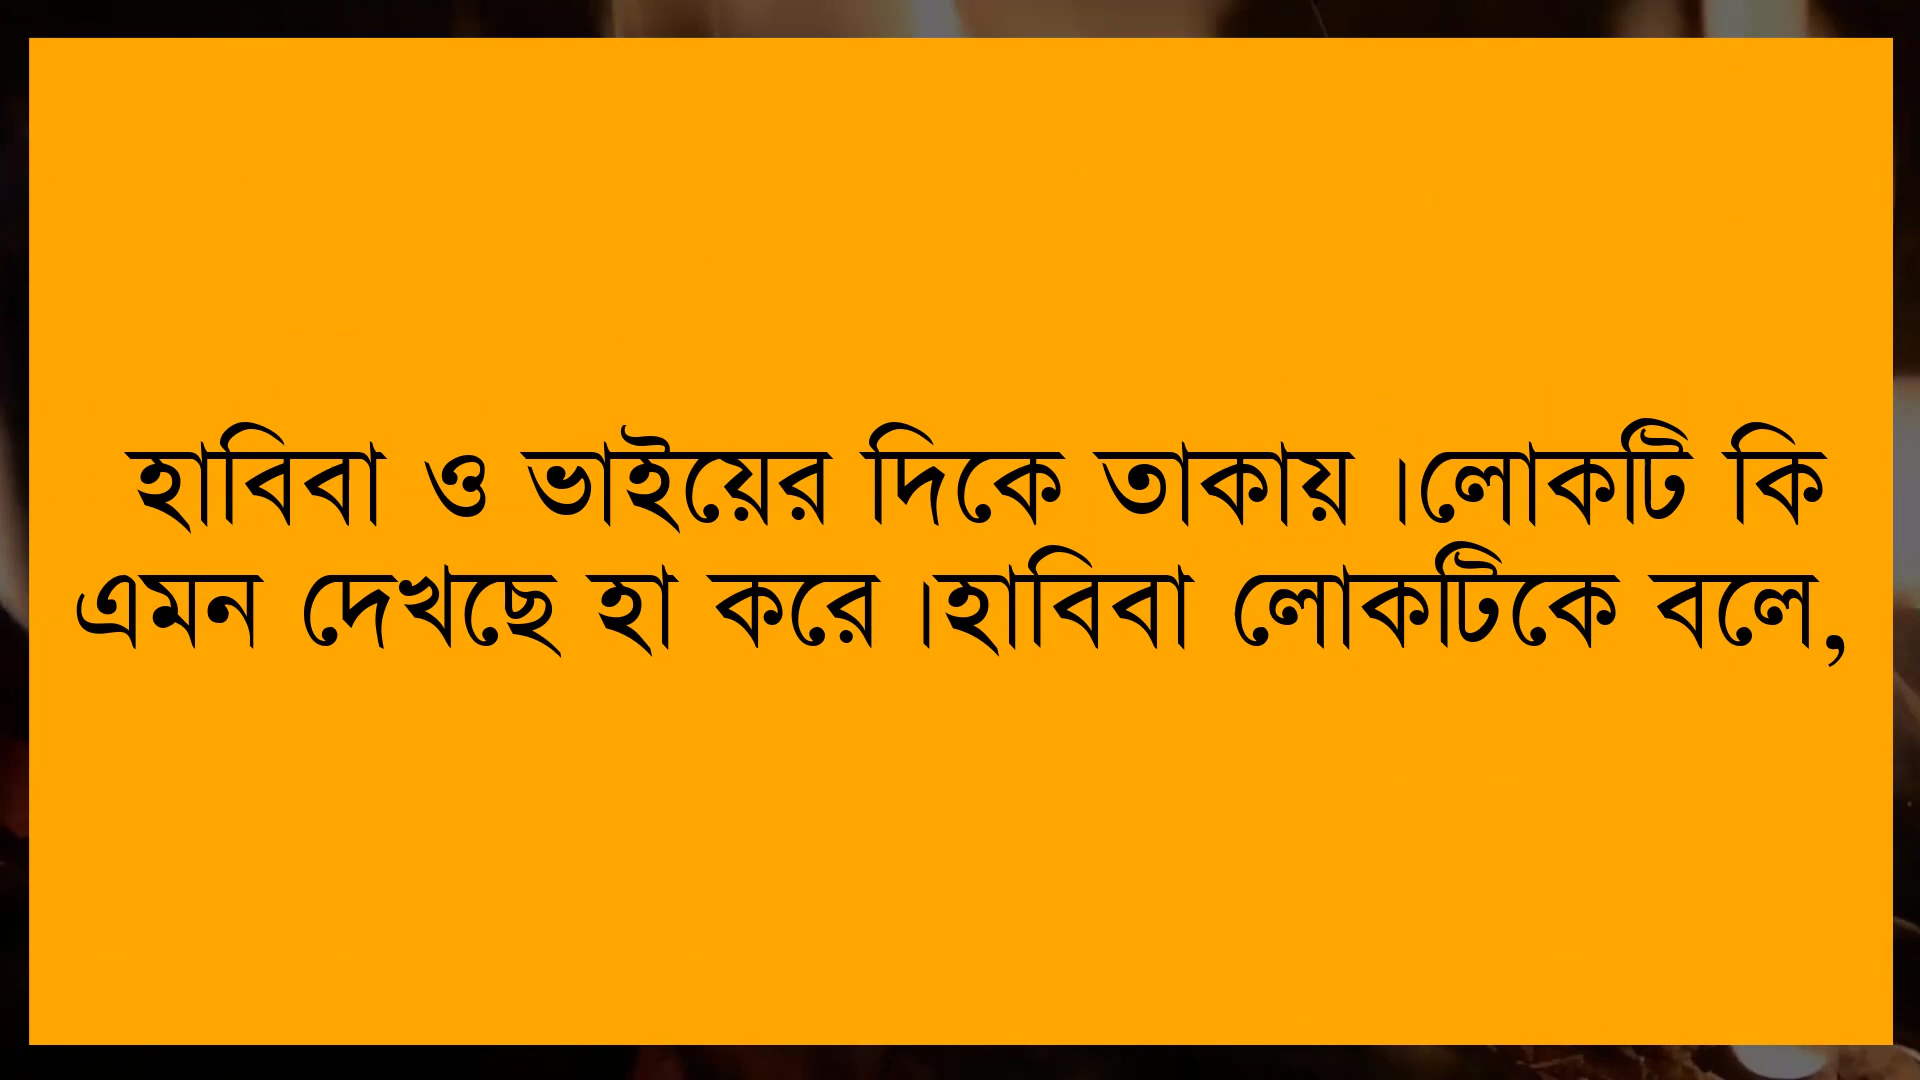 হাবিবা ও ভাইয়ের দিকে তাকায় ।লোকটি কি
এমন দেখছে হা করে ।হাবিবা লোকটিকে বলে,